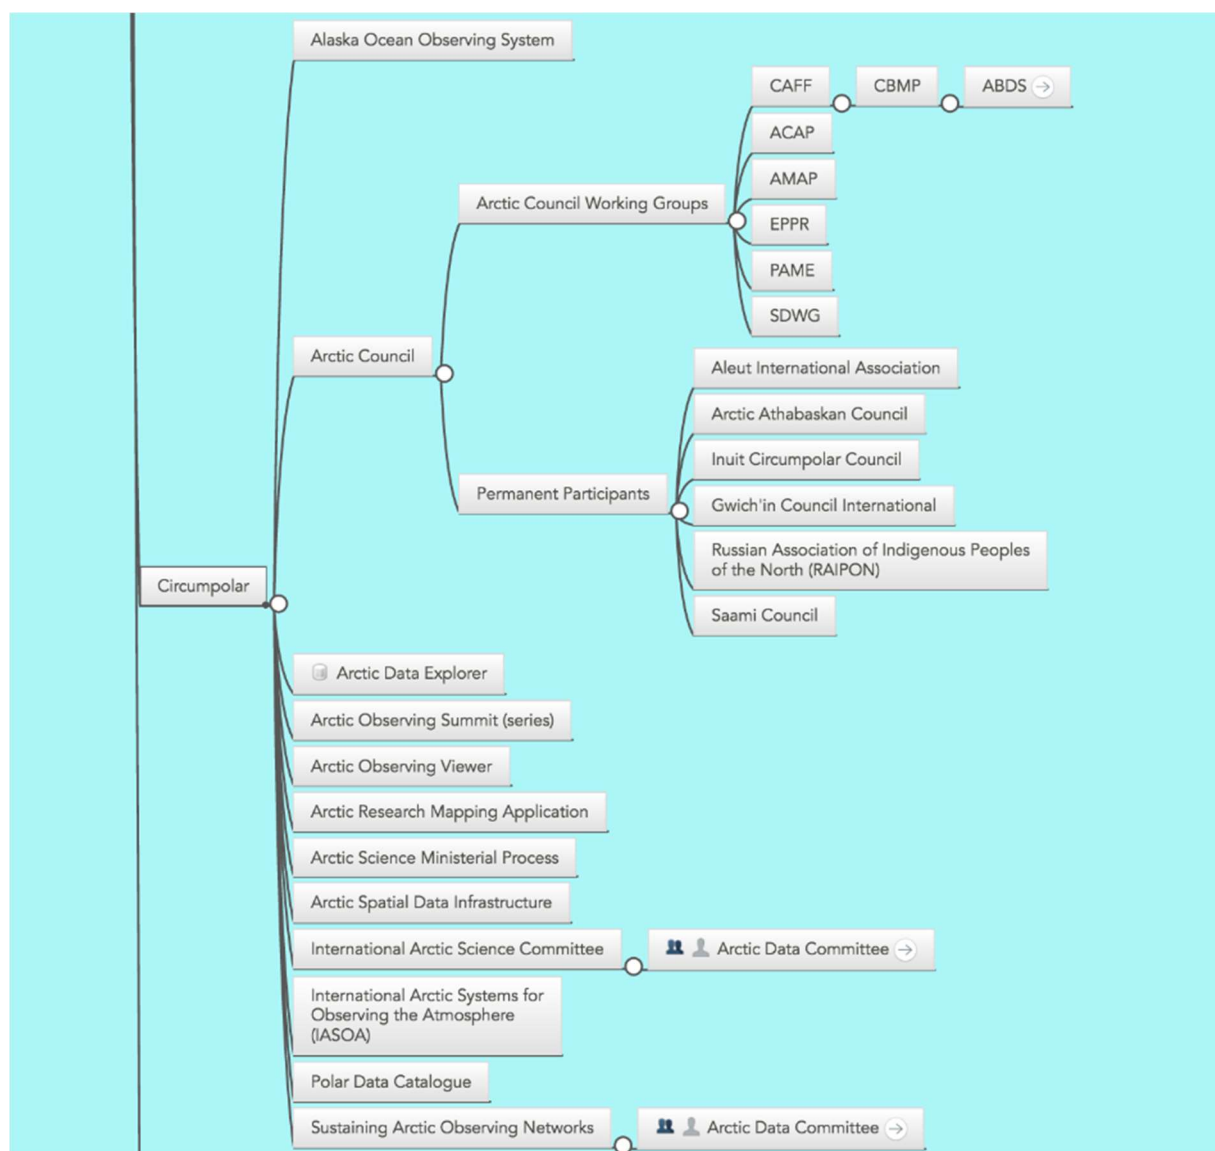 Alaska Ocean Observing System
CAFF
CBMP
ABDS
ACAP
AMAP
Arctic Council Working Groups
EPPR
PAME
SDWG
Arctic Council
Aleut International Association
Arctic Athabaskan Council
Inuit Circumpolar Council
Permanent Participants
Gwich'in Council International
Russian Association of Indigenous Peoples
of the North (RAIPON)
Saami Council
Circumpolar
Arctic Data Explorer
Arctic Observing Summit (series)
Arctic Observing Viewer
Arctic Research Mapping Application
Arctic Science Ministerial Process
Arctic Spatial Data Infrastructure
International Arctic Science Committee
Arctic Data Committee
International Arctic Systems for
Observing the Atmosphere
(IASOA)
Polar Data Catalogue
Sustaining Arctic Observing Networks
Arctic Data Committee